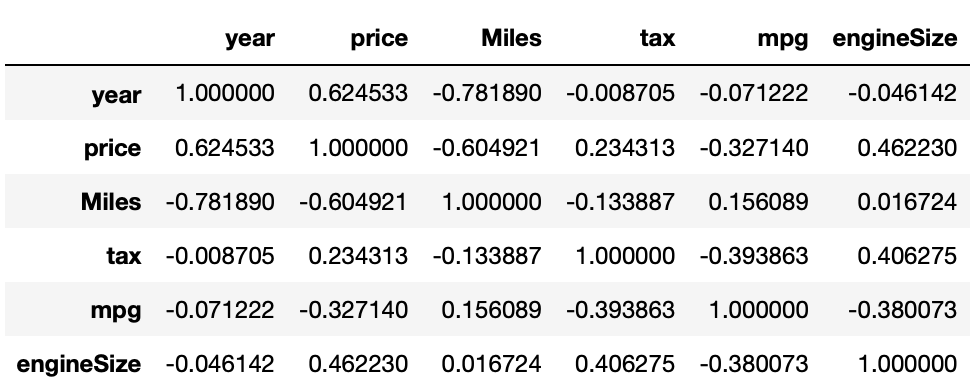 year price Miles tax mpg engineSize
year 1.000000 0.624533 -0.781890 -0.008705 -0.071222 -0.046142
price 0.624533 1.000000 -0.604921 0.234313 -0.327140 0.462230
Miles -0.781890 -0.604921 1.000000 -0.133887 0.156089 0.016724
tax -0.008705 0.234313 -0.133887 1.000000 -0.393863 0.406275
mpg -0.071222 -0.327140 0.156089 -0.393863 1.000000 -0.380073
engineSize -0.046142 0.462230 0.016724 0.406275 -0.380073 1.000000